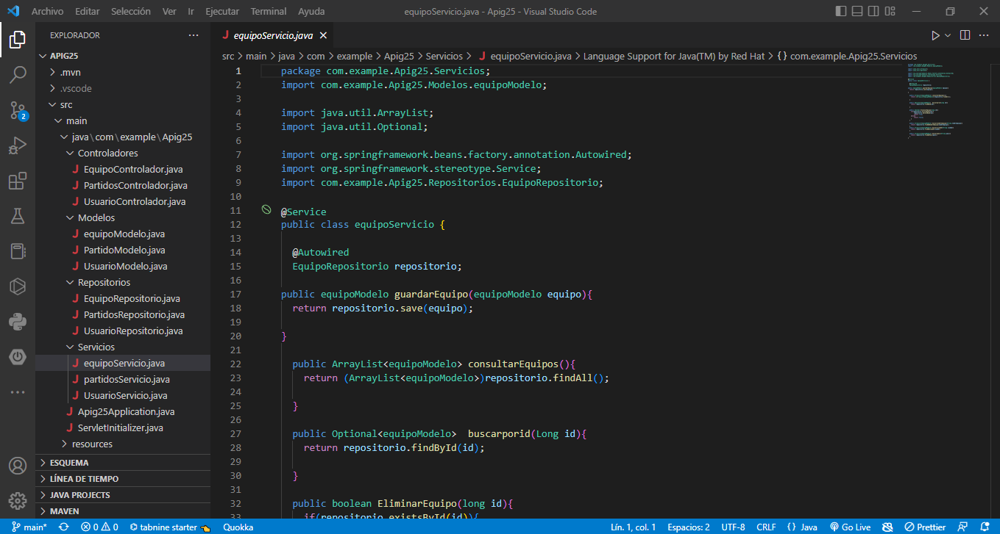 Archivo Editar Selección Ver Ir Ejecutar Terminal Ayuda
equipoServicio.java - Apig25 - Visual Studio Code
EXPLORADOR
equipoServicio.java
APIG25
.mvn
.vscode
src
main
java\com\example\Apig25
Controladores
EquipoControlador.java
PartidosControlador.java
UsuarioControlador.java
Modelos
equipoModelo.java
PartidoModelo.java
UsuarioModelo.java
Repositorios
EquipoRepositorio.java
PartidosRepositorio.java
UsuarioRepositorio.java
Servicios
equipoServicio.java
partidosServicio.java
UsuarioServicio.java
Apig25Application.java
ServletInitializer.java
resources
ESQUEMA
LÍNEA DE TIEMPO
JAVA PROJECTS
MAVEN
2
src > main > java > com > example > Apig25 > Servicios > J equipoServicio.java > Language Support for Java(TM) by Red Hat > {} com.example.Apig25.Servicios
1 package com.example.Apig25.Servicios;
2 import com.example.Apig25.Modelos.equipoModelo;
3
4 import java.util.ArrayList;
5 import java.util.Optional;
6
7 import org.springframework.beans.factory.annotation.Autowired;
8 import org.springframework.stereotype.Service;
9 import com.example.Apig25.Repositorios.EquipoRepositorio;
10
11 @Service
12 public class equipoServicio {
13
14 @Autowired
15 EquipoRepositorio repositorio;
16
17 public equipoModelo guardarEquipo(equipoModelo equipo){
18 return repositorio.save(equipo);
19
20 }
21
22 public ArrayList<equipoModelo> consultarEquipos(){
23 return (ArrayList<equipoModelo>)repositorio.findAll();
24
25 }
26
27 public Optional<equipoModelo>  buscarporid(Long id){
28 return repositorio.findById(id);
29
30 }
31
32 public boolean EliminarEquipo(long id){
33 if(repositorio.existsById(id)){
main* 0 0 tabnine starter Quokka Lín. 1, col. 1 Espacios: 2 UTF-8 CRLF {} Java Go Live Prettier